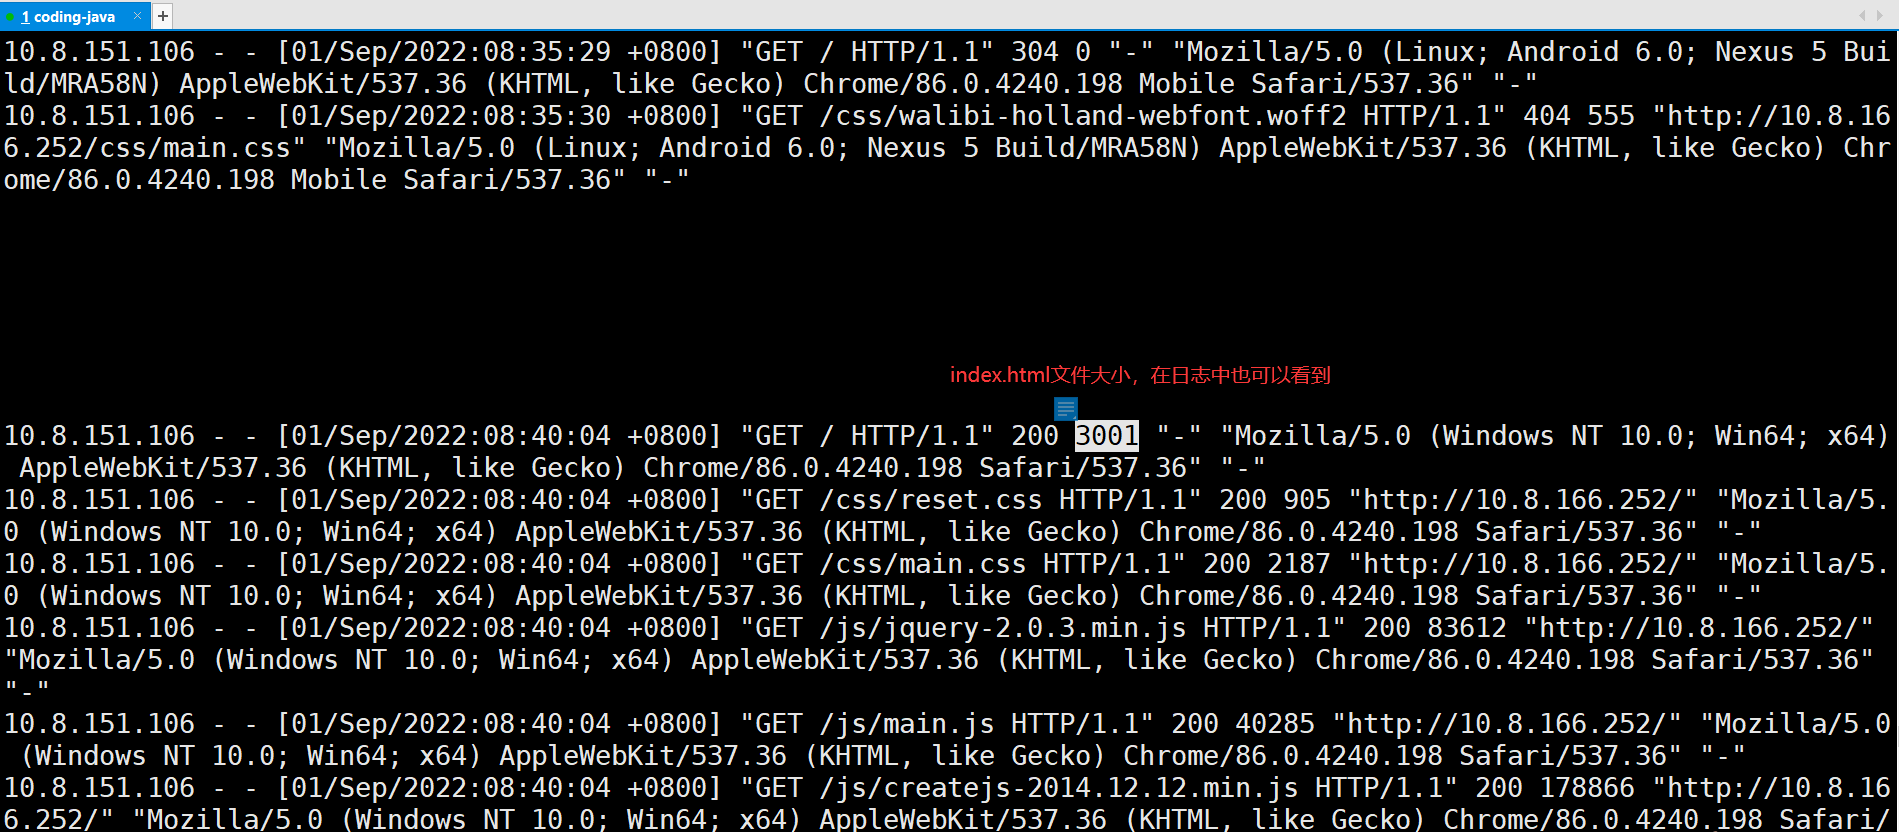 1 coding-java × +
10.8.151.106 - - [01/Sep/2022:08:35:29 +0800] "GET / HTTP/1.1" 304 0 "-" "Mozilla/5.0 (Linux; Android 6.0; Nexus 5 Bui
ld/MRA58N) AppleWebKit/537.36 (KHTML, like Gecko) Chrome/86.0.4240.198 Mobile Safari/537.36" "-"
10.8.151.106 - - [01/Sep/2022:08:35:30 +0800] "GET /css/walibi-holland-webfont.woff2 HTTP/1.1" 404 555 "http://10.8.16
6.252/css/main.css" "Mozilla/5.0 (Linux; Android 6.0; Nexus 5 Build/MRA58N) AppleWebKit/537.36 (KHTML, like Gecko) Chr
ome/86.0.4240.198 Mobile Safari/537.36" "-"
index.html文件大小，在日志中也可以看到
10.8.151.106 - - [01/Sep/2022:08:40:04 +0800] "GET / HTTP/1.1" 200 3001 "-" "Mozilla/5.0 (Windows NT 10.0; Win64; x64)
AppleWebKit/537.36 (KHTML, like Gecko) Chrome/86.0.4240.198 Safari/537.36" "-"
10.8.151.106 - - [01/Sep/2022:08:40:04 +0800] "GET /css/reset.css HTTP/1.1" 200 905 "http://10.8.166.252/" "Mozilla/5.
0 (Windows NT 10.0; Win64; x64) AppleWebKit/537.36 (KHTML, like Gecko) Chrome/86.0.4240.198 Safari/537.36" "-"
10.8.151.106 - - [01/Sep/2022:08:40:04 +0800] "GET /css/main.css HTTP/1.1" 200 2187 "http://10.8.166.252/" "Mozilla/5.
0 (Windows NT 10.0; Win64; x64) AppleWebKit/537.36 (KHTML, like Gecko) Chrome/86.0.4240.198 Safari/537.36" "-"
10.8.151.106 - - [01/Sep/2022:08:40:04 +0800] "GET /js/jquery-2.0.3.min.js HTTP/1.1" 200 83612 "http://10.8.166.252/"
"Mozilla/5.0 (Windows NT 10.0; Win64; x64) AppleWebKit/537.36 (KHTML, like Gecko) Chrome/86.0.4240.198 Safari/537.36"
"-"
10.8.151.106 - - [01/Sep/2022:08:40:04 +0800] "GET /js/main.js HTTP/1.1" 200 40285 "http://10.8.166.252/" "Mozilla/5.0
(Windows NT 10.0; Win64; x64) AppleWebKit/537.36 (KHTML, like Gecko) Chrome/86.0.4240.198 Safari/537.36" "-"
10.8.151.106 - - [01/Sep/2022:08:40:04 +0800] "GET /js/createjs-2014.12.12.min.js HTTP/1.1" 200 178866 "http://10.8.16
6.252/" "Mozilla/5.0 (Windows NT 10.0; Win64; x64) AppleWebKit/537.36 (KHTML, like Gecko) Chrome/86.0.4240.198 Safari/